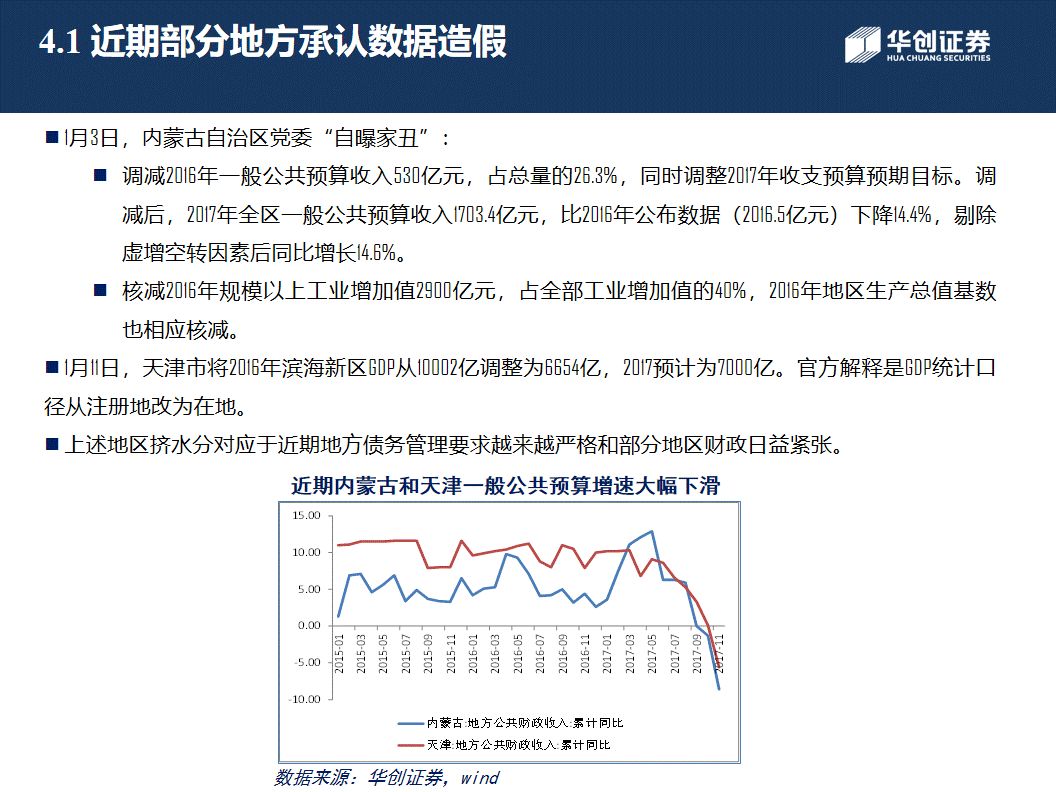 4.1 近期部分地方承认数据造假
华创证券
HUA CHUANG SECURITIES
■1月3日，内蒙古自治区党委“自曝家丑”：
■ 调减2016年一般公共预算收入530亿元，占总量的26.3%，同时调整2017年收支预算预期目标。调
减后，2017年全区一般公共预算收入1703.4亿元，比2016年公布数据（2016.5亿元）下降14.4%，剔除
虚增空转因素后同比增长14.6%。
■ 核减2016年规模以上工业增加值2900亿元，占全部工业增加值的40%，2016年地区生产总值基数
也相应核减。
■1月11日，天津市将2016年滨海新区GDP从10002亿调整为6654亿，2017预计为7000亿。官方解释是GDP统计口
径从注册地改为在地。
■上述地区挤水分对应于近期地方债务管理要求越来越严格和部分地区财政日益紧张。
近期内蒙古和天津一般公共预算增速大幅下滑
15.00
10.00
5.00
0.00
-5.00
-10.00
2015-01
2015-03
2015-05
2015-07
2015-09
2015-11
2016-01
2016-03
2016-05
2016-07
2016-09
2016-11
2017-01
2017-03
2017-05
2017-07
2017-09
2017-11
内蒙古:地方公共财政收入:累计同比
天津:地方公共财政收入:累计同比
数据来源：华创证券，wind